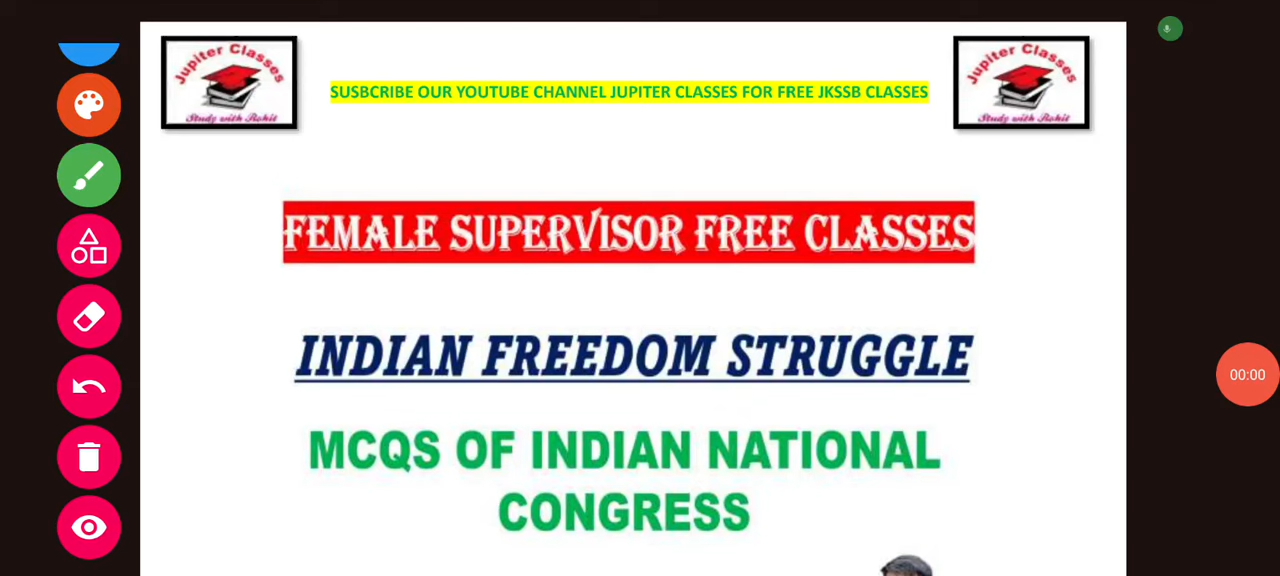 Jupiter Classes
Study with Rohit
SUSBCRIBE OUR YOUTUBE CHANNEL JUPITER CLASSES FOR FREE JKSSB CLASSES
Jupiter Classes
Study with Rohit
FEMALE SUPERVISOR FREE CLASSES
INDIAN FREEDOM STRUGGLE
00:00
MCQS OF INDIAN NATIONAL
CONGRESS